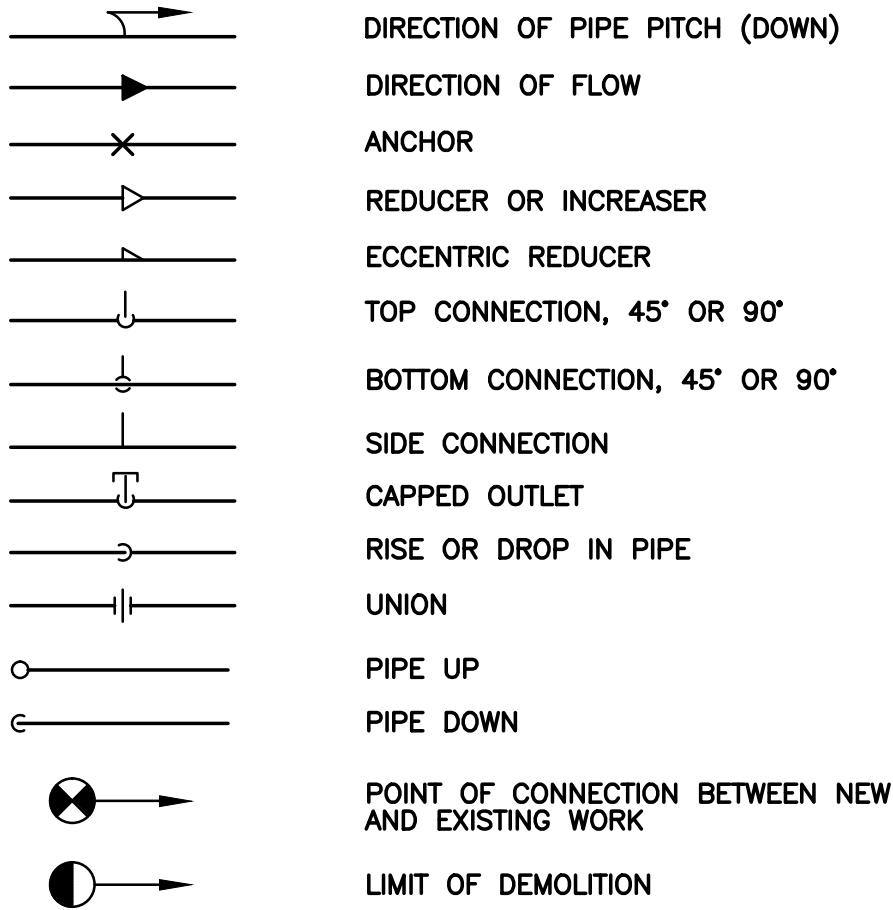 DIRECTION OF PIPE PITCH (DOWN)
DIRECTION OF FLOW
ANCHOR
REDUCER OR INCREASER
ECCENTRIC REDUCER
TOP CONNECTION, 45° OR 90°
BOTTOM CONNECTION, 45° OR 90°
SIDE CONNECTION
CAPPED OUTLET
RISE OR DROP IN PIPE
UNION
PIPE UP
PIPE DOWN
POINT OF CONNECTION BETWEEN NEW
AND EXISTING WORK
LIMIT OF DEMOLITION